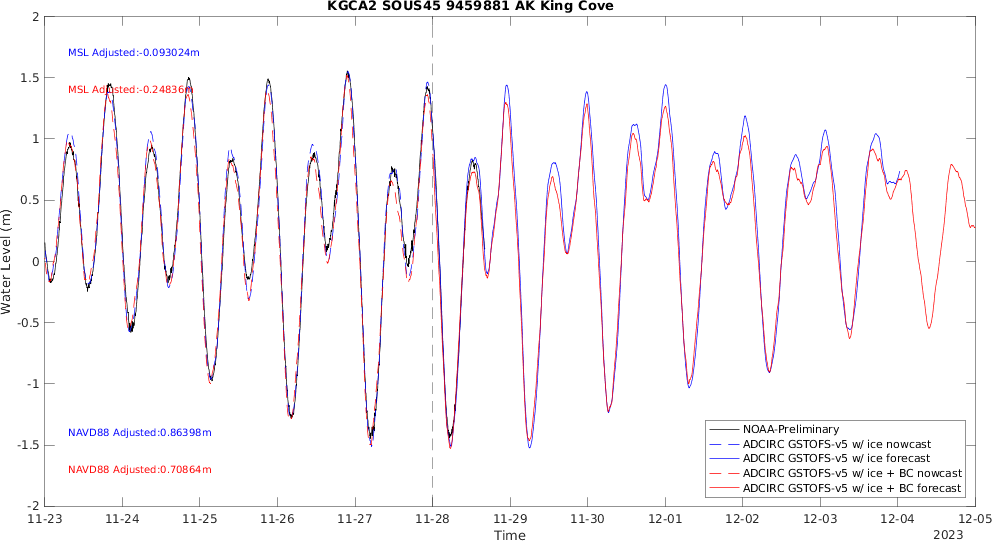 KGCA2 SOUS45 9459881 AK King Cove
MSL Adjusted:-0.093024m
MSL Adjusted:-0.24836m
NAVD88 Adjusted:0.86398m
NAVD88 Adjusted:0.70864m
Water Level (m)
2
1.5
1
0.5
0
-0.5
-1
-1.5
-2
NOAA-Preliminary
ADCIRC GSTOFS-v5 w/ ice nowcast
ADCIRC GSTOFS-v5 w/ ice forecast
ADCIRC GSTOFS-v5 w/ ice + BC nowcast
ADCIRC GSTOFS-v5 w/ ice + BC forecast
11-23 11-24 11-25 11-26 11-27 11-28 11-29 11-30 12-01 12-02 12-03 12-04 12-05
Time
2023